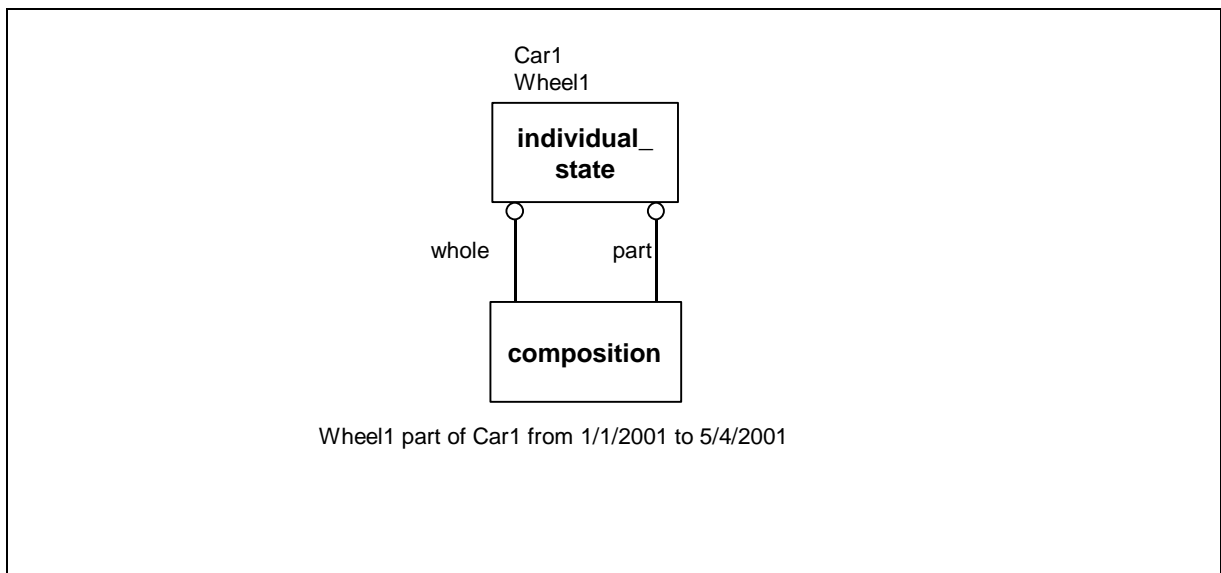 Car1
Wheel1
individual_
state
whole part
composition
Wheel1 part of Car1 from 1/1/2001 to 5/4/2001